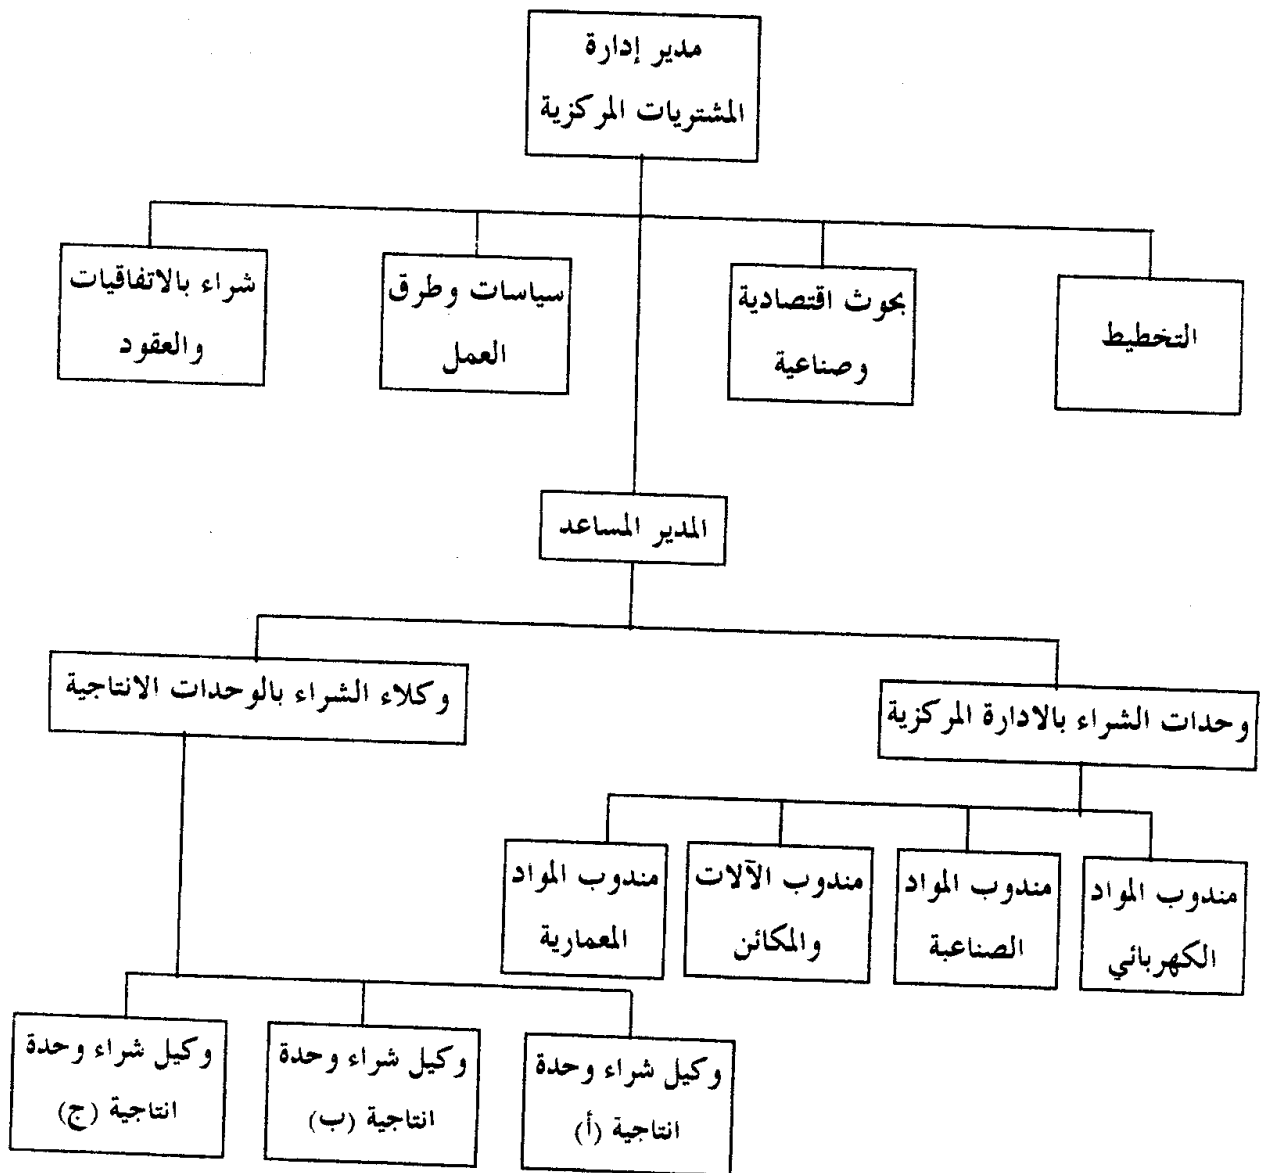 مدير إدارة
المشتريات المركزية
التخطيط
بحوث اقتصادية
وصناعية
سياسات وطرق
العمل
شراء بالاتفاقيات
والعقود
المدير المساعد
وحدات الشراء بالادارة المركزية
وكلاء الشراء بالوحدات الانتاجية
مندوب المواد
الكهربائي
مندوب المواد
الصناعبة
مندوب الآلات
والمكائن
مندوب المواد
المعمارية
وكيل شراء وحدة
انتاجية (أ)
وكيل شراء وحدة
انتاجية (ب)
وكيل شراء وحدة
انتاجية (ج)